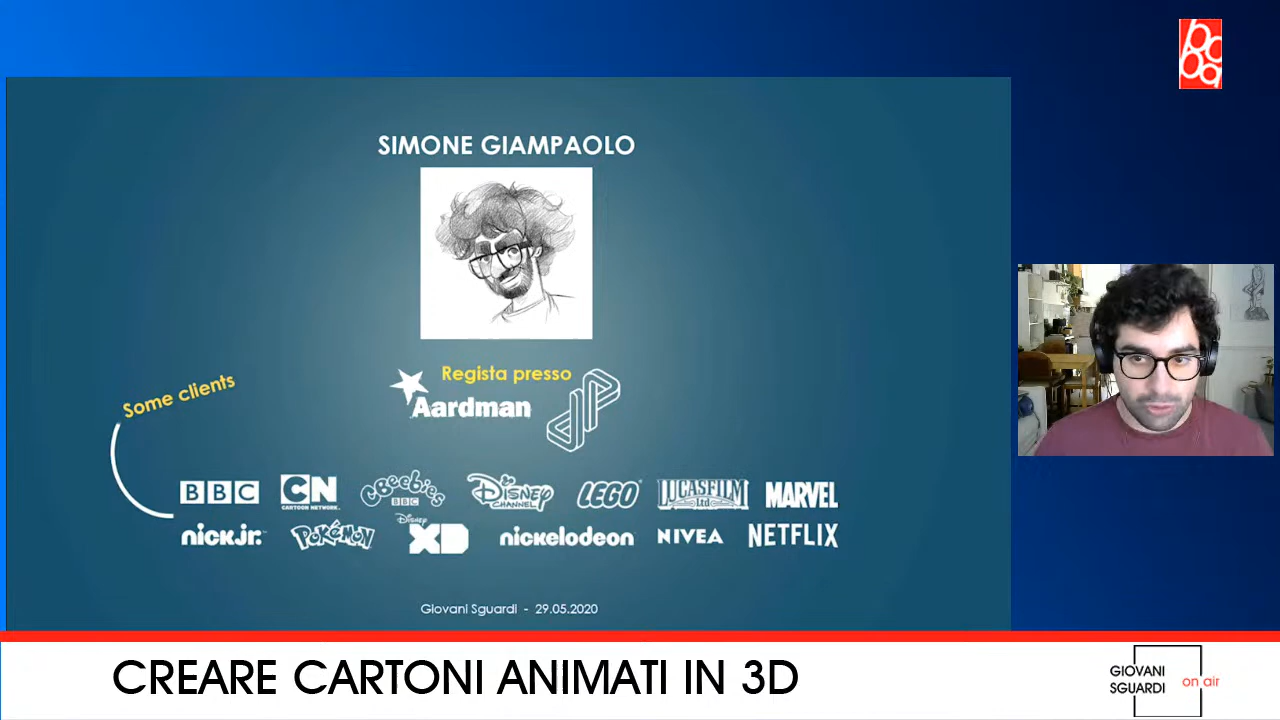 SIMONE GIAMPAOLO
Regista presso
Aardman
Some clients
BBC CN CARTOON NETWORK CBeebies BBC Disney CHANNEL LEGO LUCASFILM Ltd MARVEL
nick jr. POKÉMON Disney XD nickelodeon NIVEA NETFLIX
Giovani Sguardi - 29.05.2020
CREARE CARTONI ANIMATI IN 3D
GIOVANI
SGUARDI on air